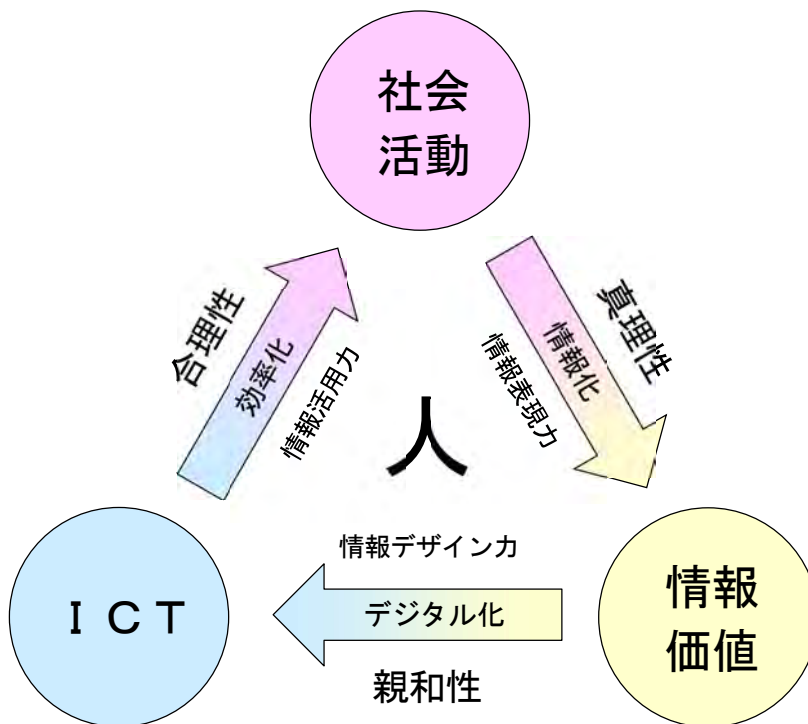 社会
活動
合理性
効率化
情報活用力
真理性
情報化
情報表現力
人
情報デザイン力
デジタル化
親和性
ＩＣＴ
情報
価値